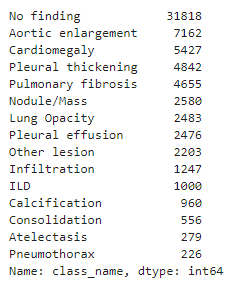 No finding 31818
Aortic enlargement 7162
Cardiomegaly 5427
Pleural thickening 4842
Pulmonary fibrosis 4655
Nodule/Mass 2580
Lung Opacity 2483
Pleural effusion 2476
Other lesion 2203
Infiltration 1247
ILD 1000
Calcification 960
Consolidation 556
Atelectasis 279
Pneumothorax 226
Name: class_name, dtype: int64